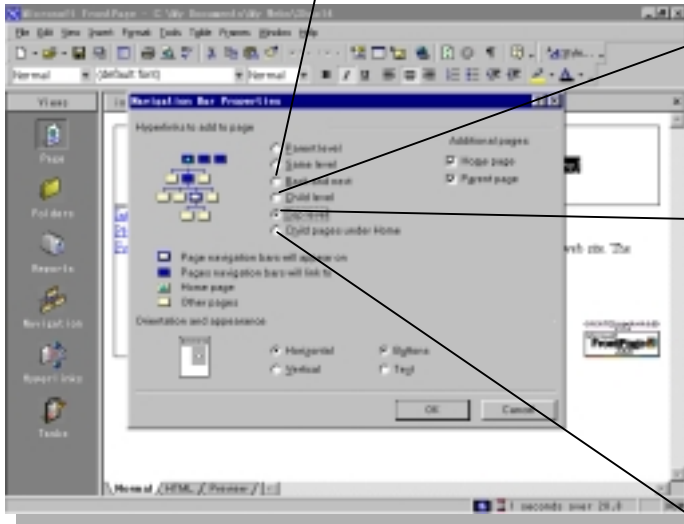 Microsoft FrontPage - C:\My Documents\My Webs\
File Edit View Insert Format Tools Table Frames Window Help
Normal (default font) Normal
Views
Navigation Bar Properties
Hyperlinks to add to page
Additional pages
Parent level
Same level
Back and next
Child level
Top level
Child pages under Home
Home page
Parent page
Page navigation bars will appear on
Pages navigation bars will link to
Home page
Other pages
Orientation and appearance
Horizontal
Vertical
Buttons
Text
OK
Cancel
Page
Folders
Reports
Navigation
Hyperlinks
Tasks
web site. The
FrontPage
Normal HTML Preview
seconds over 28.8